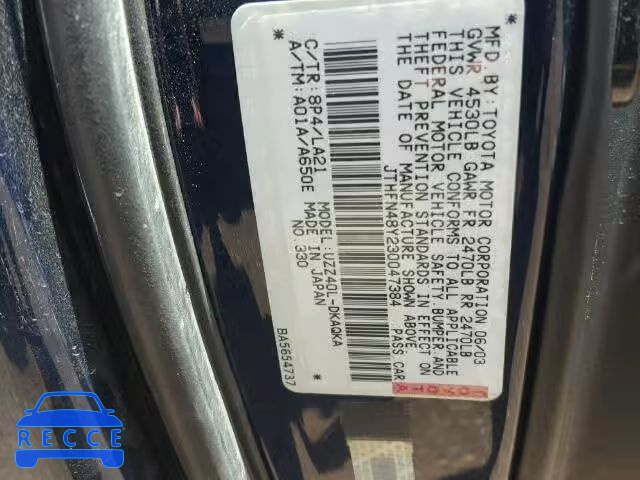 MFD BY: TOYOTA MOTOR CORPORATION 06/03
GVWR 4530LB GAWR FR 2470LB RR 2470LB
THIS VEHICLE CONFORMS TO ALL APPLICABLE
FEDERAL MOTOR VEHICLE SAFETY, BUMPER, AND
THEFT PREVENTION STANDARDS IN EFFECT ON
THE DATE OF MANUFACTURE SHOWN ABOVE.
JTHFN48Y230047384 PASS CAR
C/TR: 8P4/LA21 MODEL: UZZ40L-DKAQKA
A/TM: A01A/A650E MADE IN JAPAN
NO. 330
BA5654737
RECCE